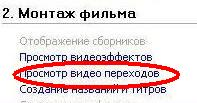 2. Монтаж фильма
Отображение сборников
Просмотр видеоэффектов
Просмотр видео переходов
Создание названий и титров